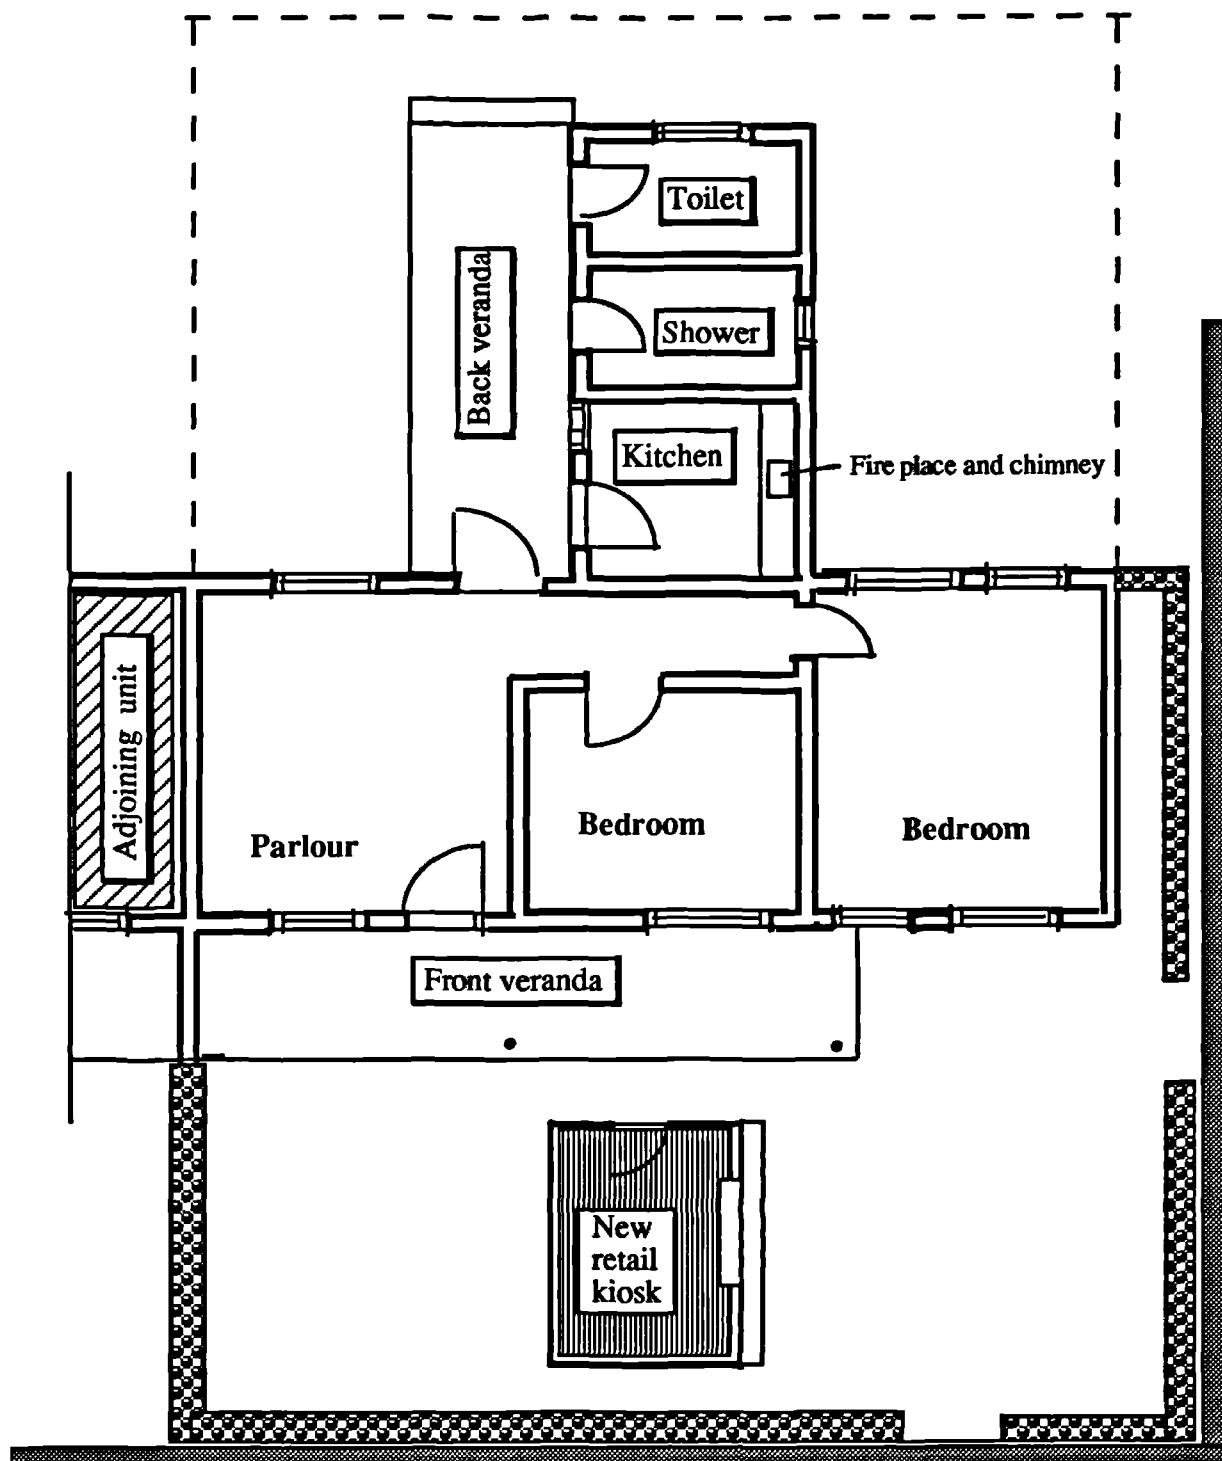 Toilet
Back veranda
Shower
Kitchen
Fire place and chimney
Adjoining unit
Parlour
Bedroom
Bedroom
Front veranda
New
retail
kiosk